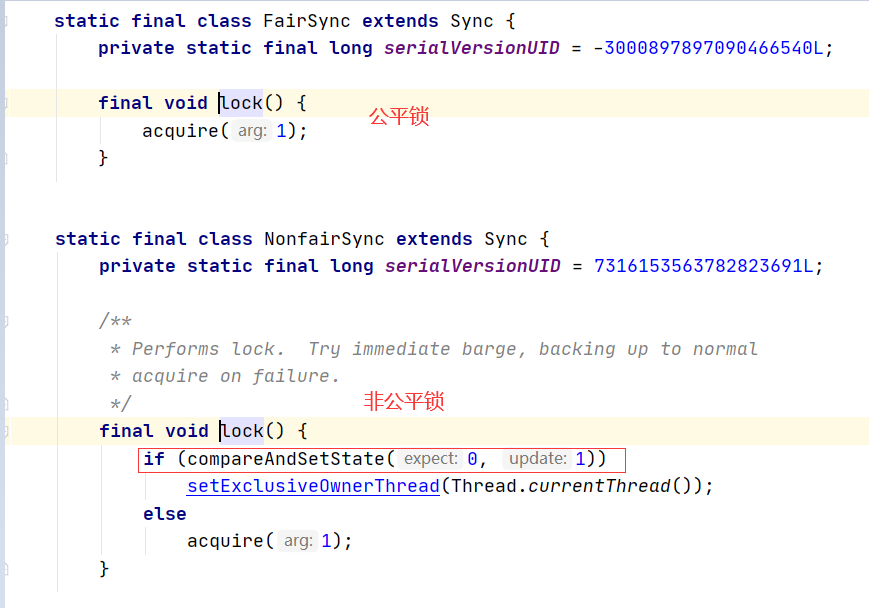 static final class FairSync extends Sync {
private static final long serialVersionUID = -3000897897090466540L;
final void lock() {
公平锁
acquire( arg: 1);
}
static final class NonfairSync extends Sync {
private static final long serialVersionUID = 7316153563782823691L;
/**
* Performs lock.  Try immediate barge, backing up to normal
* acquire on failure.
*/
非公平锁
final void lock() {
if (compareAndSetState( expect: 0, update: 1))
setExclusiveOwnerThread(Thread.currentThread());
else
acquire( arg: 1);
}